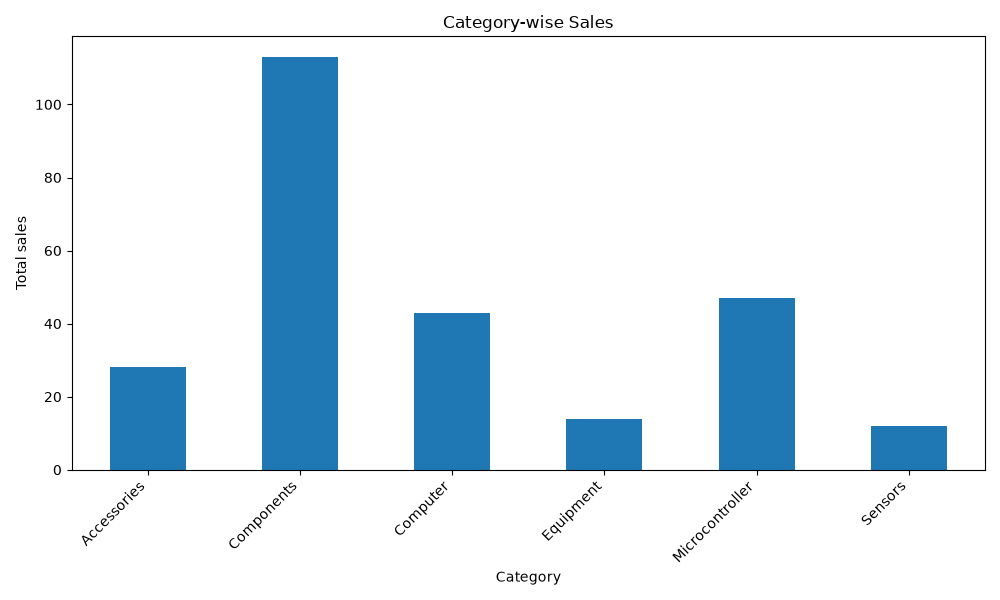 Category-wise Sales
Total sales
100
80
60
40
20
0
Accessories
Components
Computer
Equipment
Microcontroller
Sensors
Category